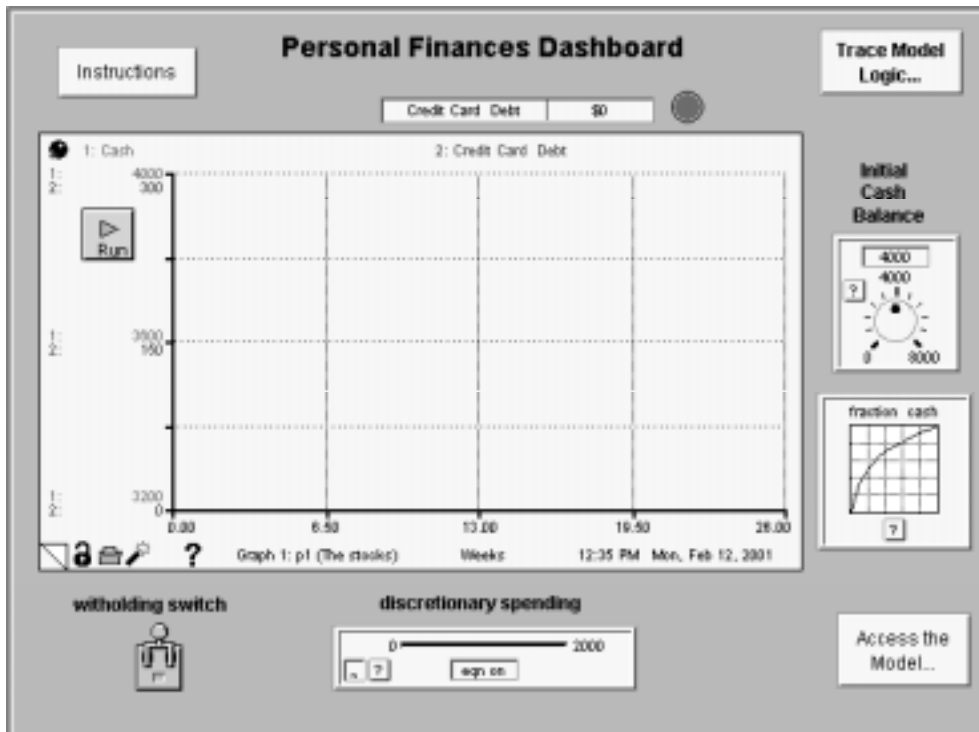 Personal Finances Dashboard
Instructions
Trace Model
Logic...
Credit Card Debt $0
1: Cash 2: Credit Card Debt
1: 4000
2: 300
Run
1: 3600
2: 150
1: 3200
2: 0
0.00 6.50 13.00 19.50 26.00
? Graph 1: p1 (The stocks) Weeks 12:35 PM Mon, Feb 12, 2001
Initial
Cash
Balance
4000
4000
?
0 8000
fraction cash
?
witholding switch
discretionary spending
0 2000
? eqn on
Access the
Model...